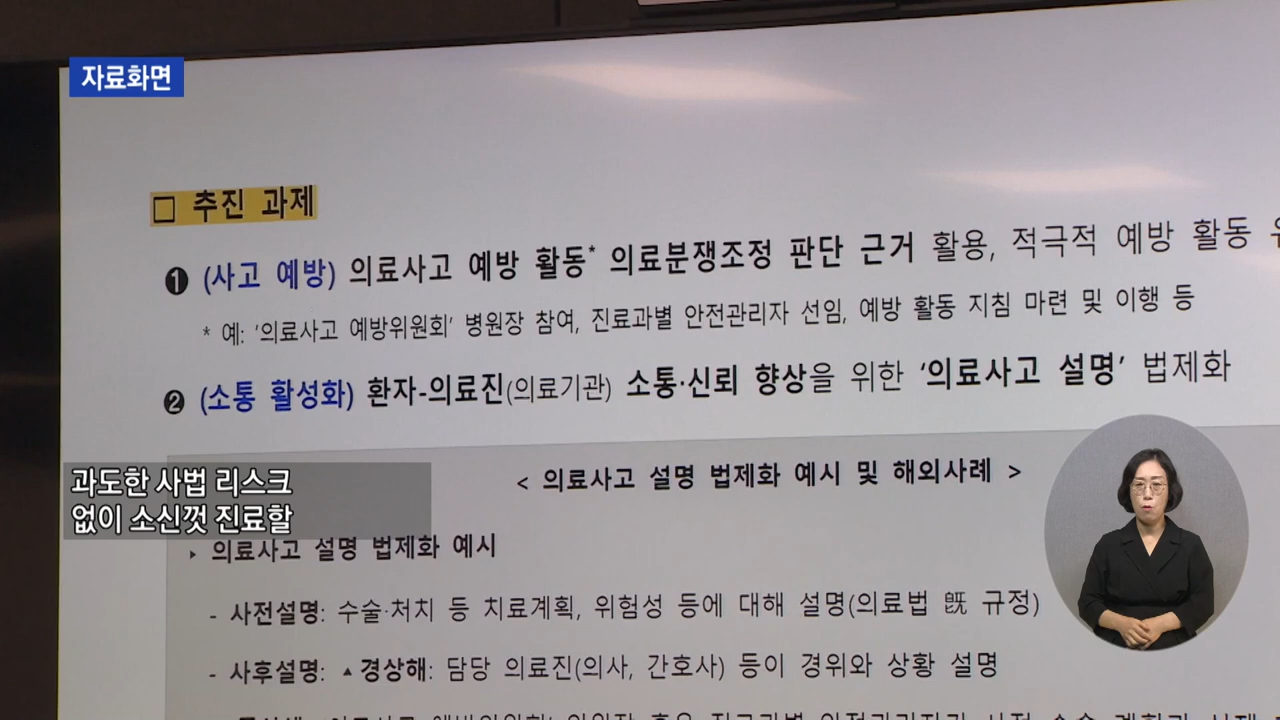 자료화면
□ 추진 과제
❶ (사고 예방) 의료사고 예방 활동* 의료분쟁조정 판단 근거 활용, 적극적 예방 활동
* 예: ‘의료사고 예방위원회’ 병원장 참여, 진료과별 안전관리자 선임, 예방 활동 지침 마련 및 이행 등
❷ (소통 활성화) 환자-의료진(의료기관) 소통·신뢰 향상을 위한 ‘의료사고 설명’ 법제화
< 의료사고 설명 법제화 예시 및 해외사례 >
과도한 사법 리스크
없이 소신껏 진료할
▸ 의료사고 설명 법제화 예시
- 사전설명: 수술·처치 등 치료계획, 위험성 등에 대해 설명(의료법 旣 규정)
- 사후설명: ▲경상해: 담당 의료진(의사, 간호사) 등이 경위와 상황 설명